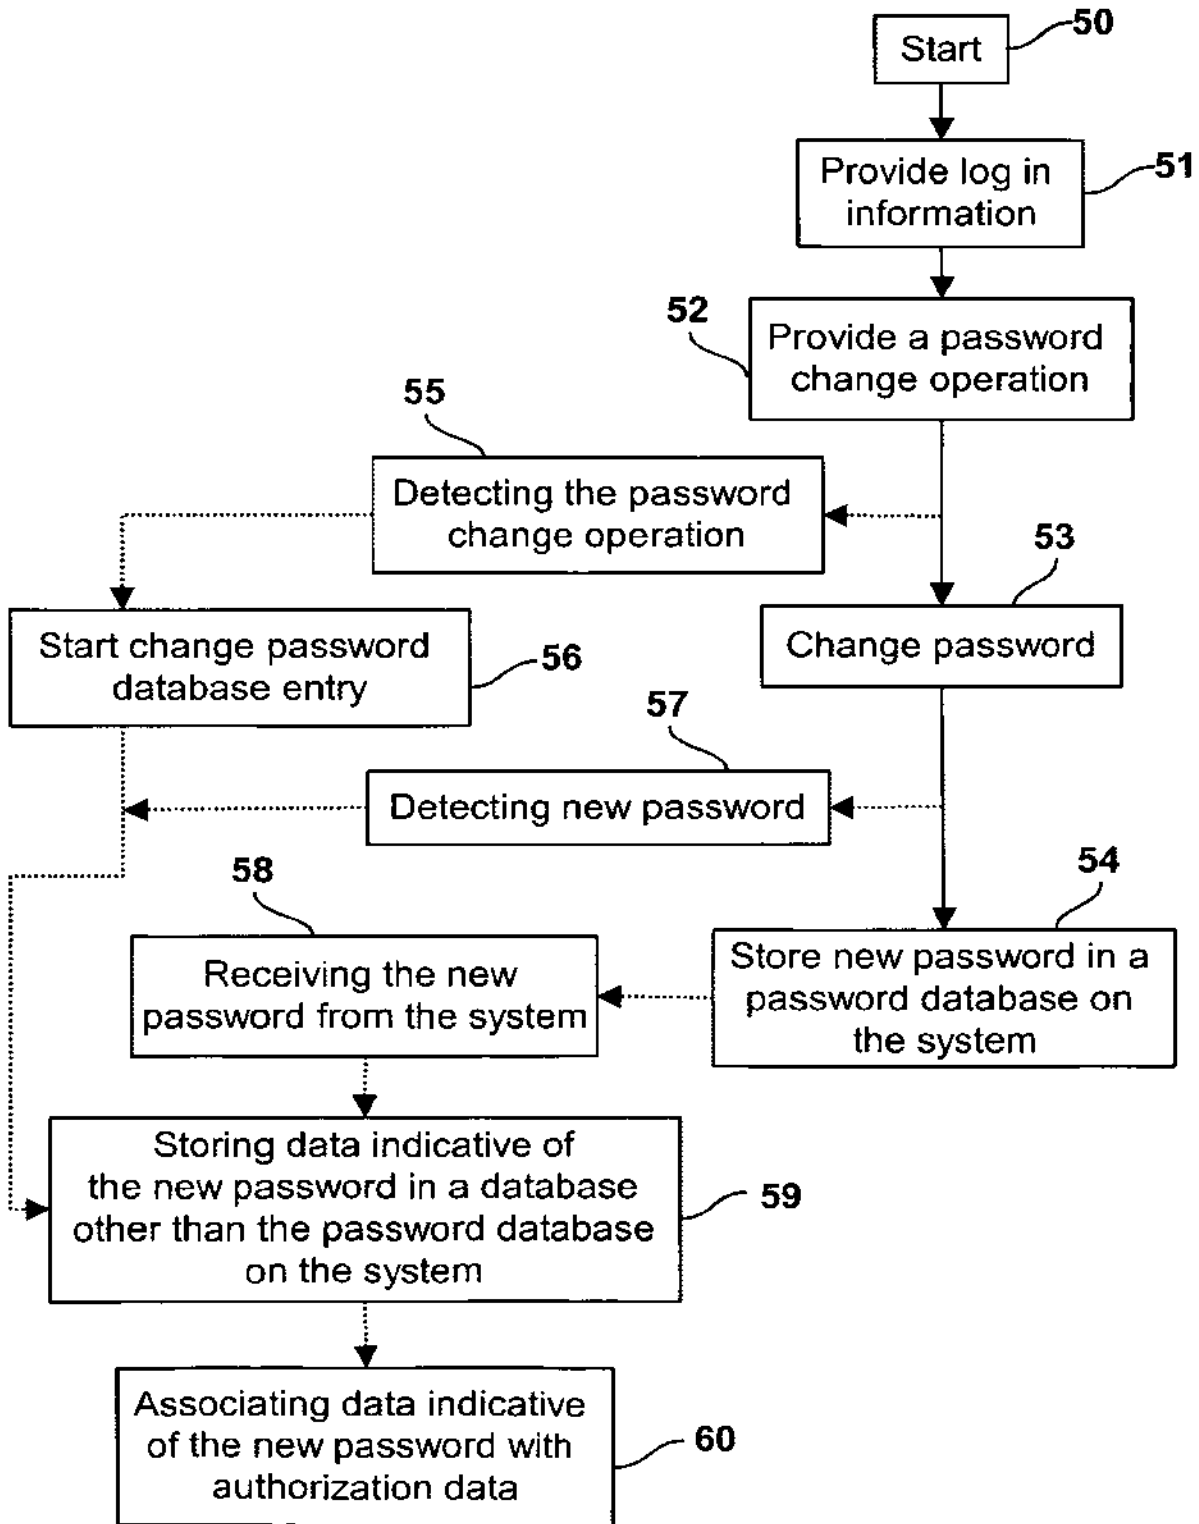 50
Start
51
Provide log in
information
52
Provide a password
change operation
55
Detecting the password
change operation
53
Change password
Start change password
database entry
56
57
Detecting new password
54
Store new password in a
password database on
the system
58
Receiving the new
password from the system
Storing data indicative of
the new password in a database
other than the password database
on the system
59
Associating data indicative
of the new password with
authorization data
60